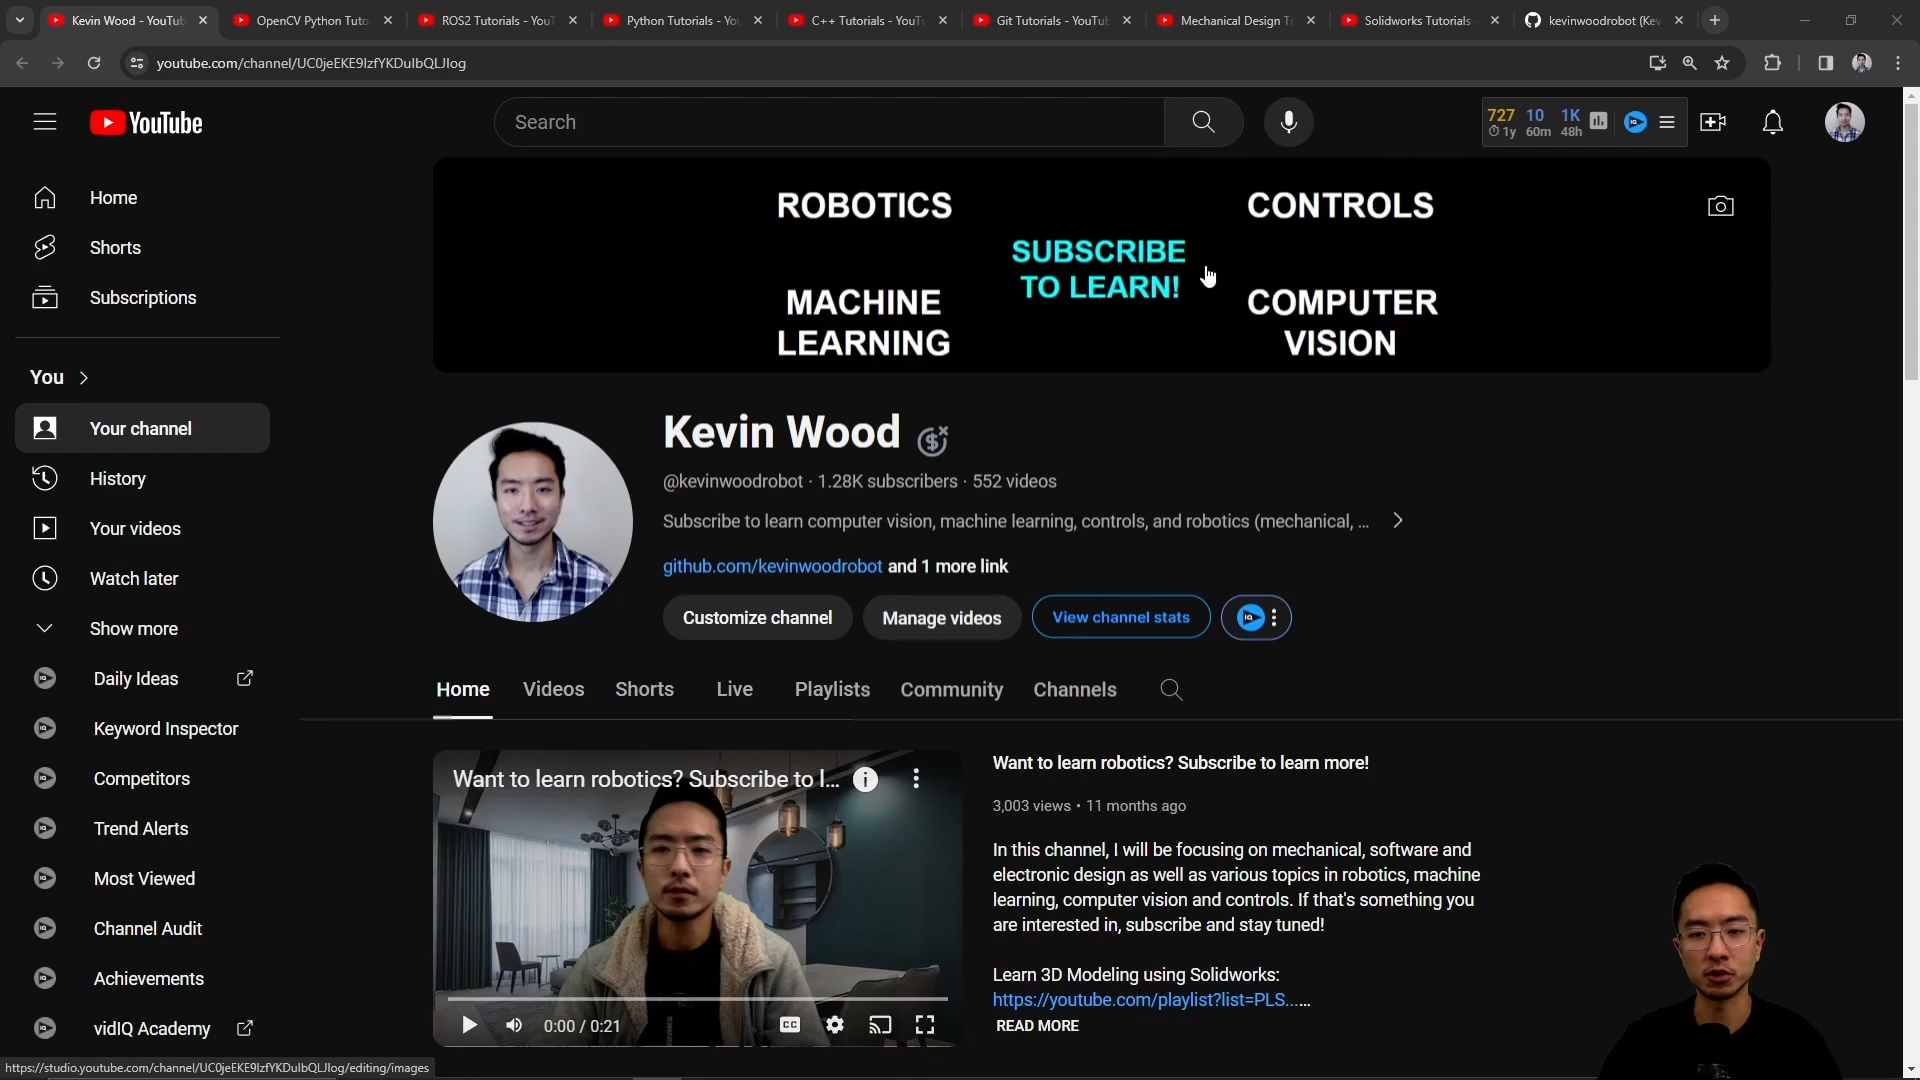 Kevin Wood - YouTub
OpenCV Python Tuto
ROS2 Tutorials - YouT
Python Tutorials - Yo
C++ Tutorials - YouTu
Git Tutorials - YouTub
Mechanical Design T
Solidworks Tutorials
kevinwoodrobot (Kev
youtube.com/channel/UC0jeEKE9IzfYKDulbQLJlog
YouTube
Search
727 10 1K
1y 60m 48h
Home
Shorts
Subscriptions
You
Your channel
History
Your videos
Watch later
Show more
Daily Ideas
Keyword Inspector
Competitors
Trend Alerts
Most Viewed
Channel Audit
Achievements
vidIQ Academy
ROBOTICS
CONTROLS
SUBSCRIBE
TO LEARN!
MACHINE
LEARNING
COMPUTER
VISION
Kevin Wood
@kevinwoodrobot · 1.28K subscribers · 552 videos
Subscribe to learn computer vision, machine learning, controls, and robotics (mechanical, ...
github.com/kevinwoodrobot and 1 more link
Customize channel
Manage videos
View channel stats
Home
Videos
Shorts
Live
Playlists
Community
Channels
Want to learn robotics? Subscribe to l...
0:00 / 0:21
CC
Want to learn robotics? Subscribe to learn more!
3,003 views • 11 months ago
In this channel, I will be focusing on mechanical, software and
electronic design as well as various topics in robotics, machine
learning, computer vision and controls. If that's something you
are interested in, subscribe and stay tuned!
Learn 3D Modeling using Solidworks:
https://youtube.com/playlist?list=PLS......
READ MORE
https://studio.youtube.com/channel/UC0jeEKE9IzfYKDulbQLJlog/editing/images